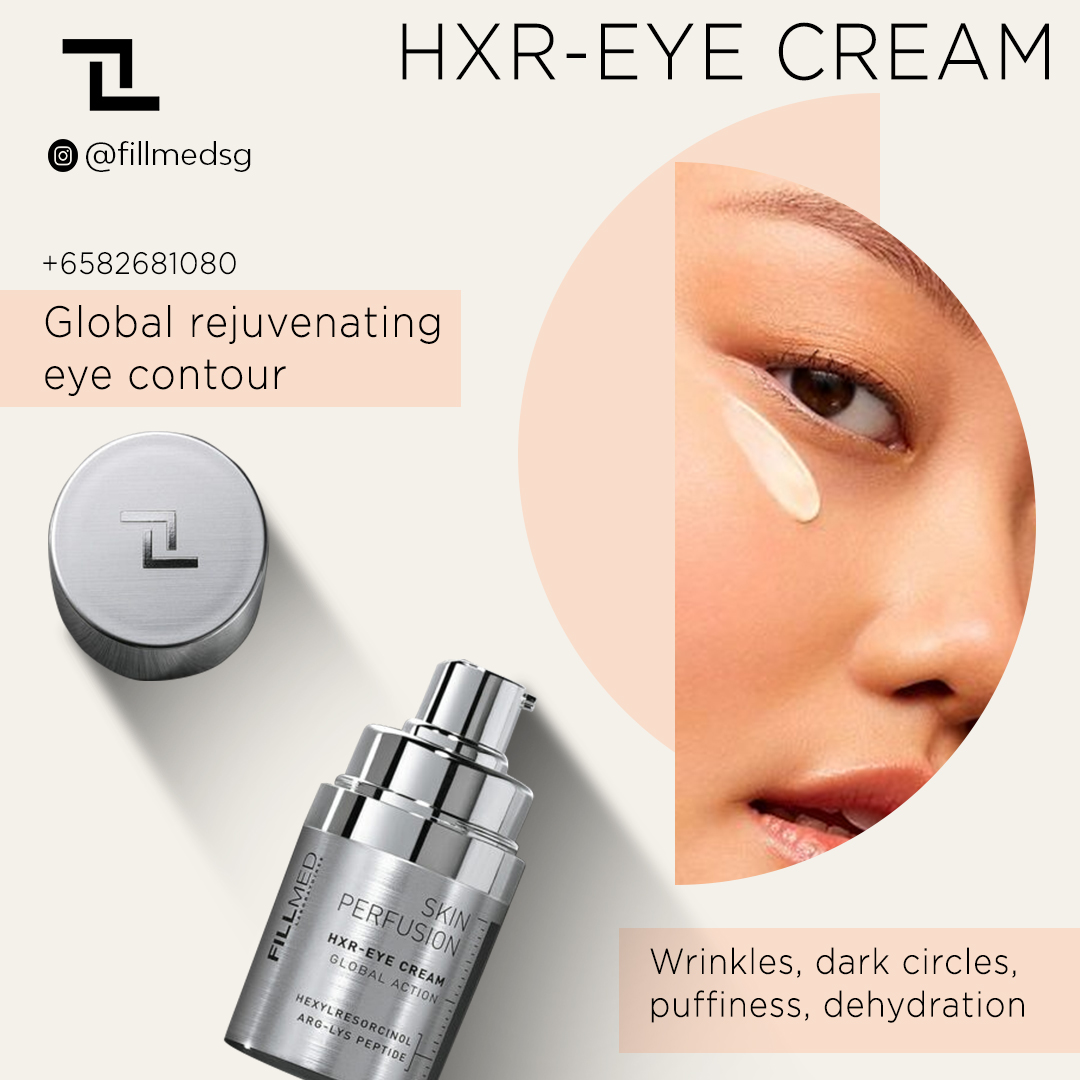 HXR-EYE CREAM
@fillmedsg
+6582681080
Global rejuvenating
eye contour
FILLMED
LABORATOIRES
SKIN
PERFUSION
HXR-EYE CREAM
GLOBAL ACTION
HEXYLRESORCINOL
ARG-LYS PEPTIDE
Wrinkles, dark circles,
puffiness, dehydration